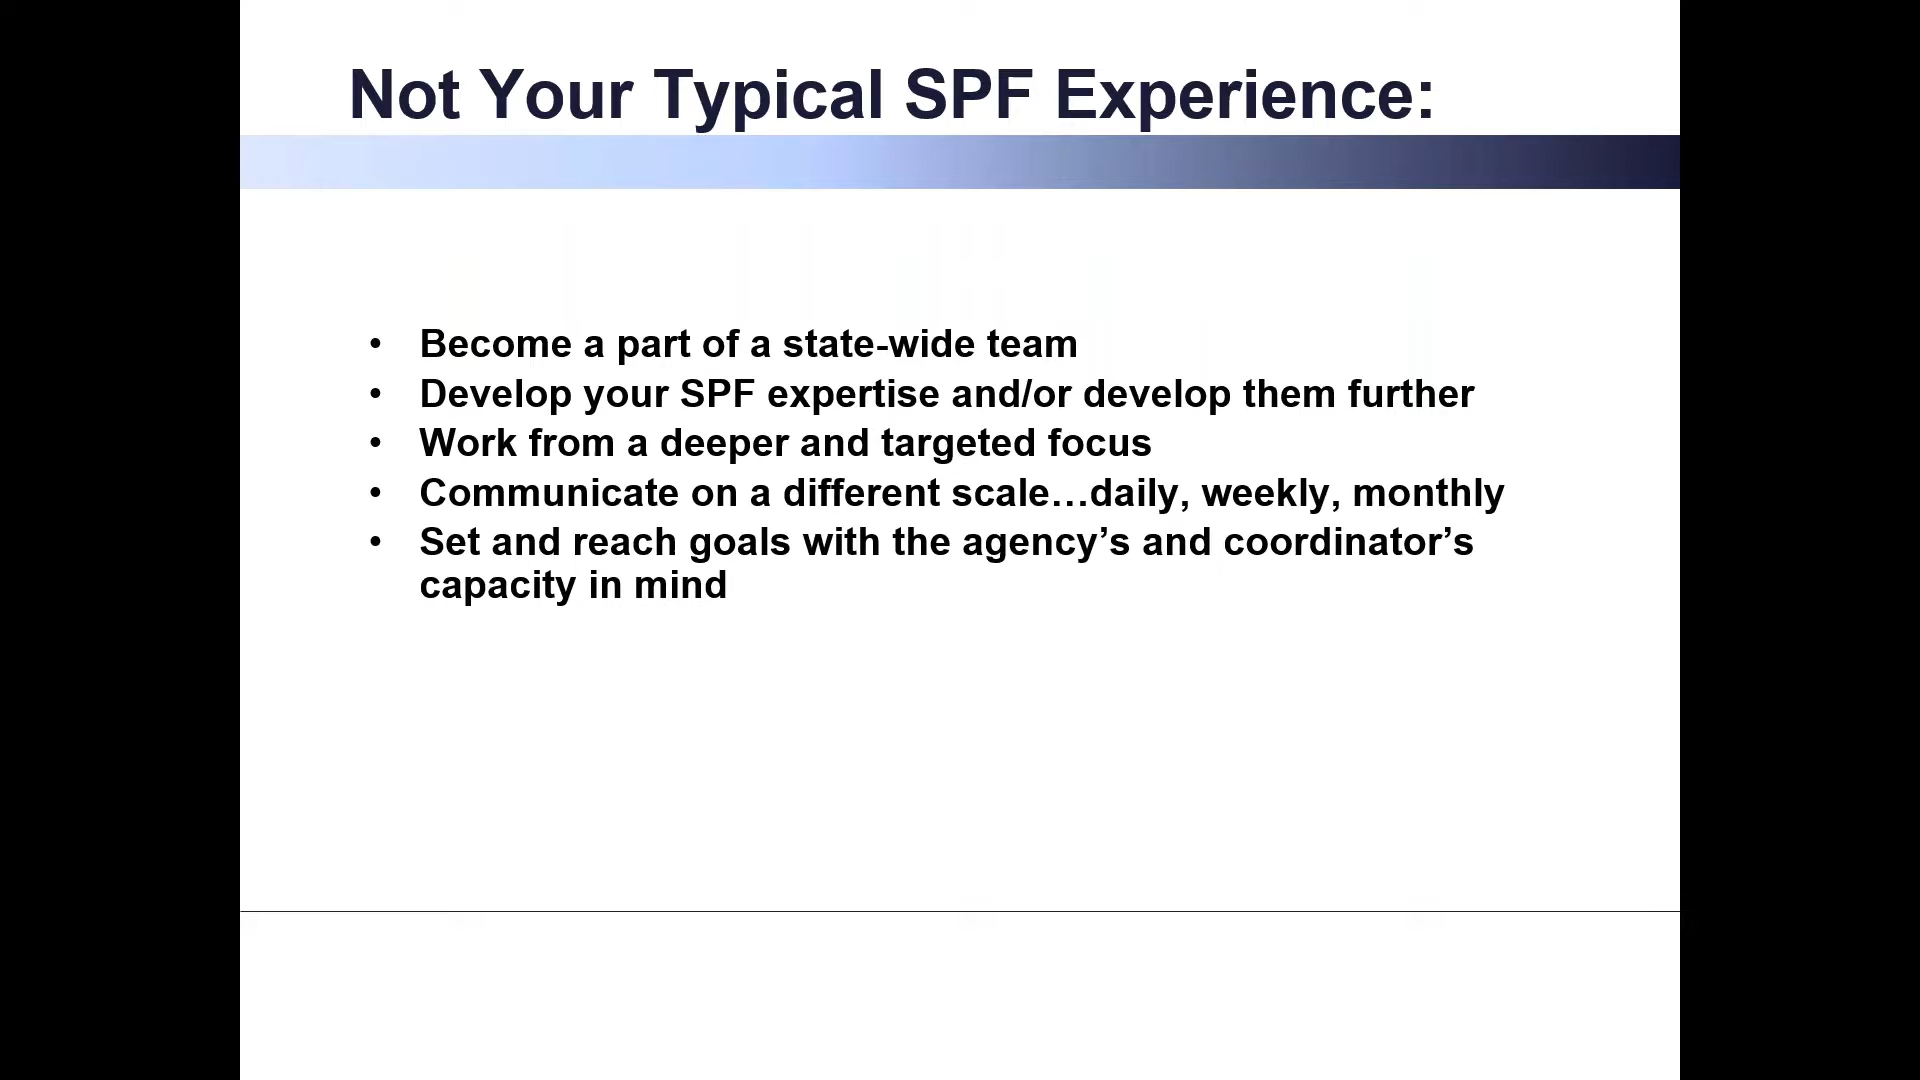 Not Your Typical SPF Experience:
• Become a part of a state-wide team
• Develop your SPF expertise and/or develop them further
• Work from a deeper and targeted focus
• Communicate on a different scale…daily, weekly, monthly
• Set and reach goals with the agency’s and coordinator’s
capacity in mind